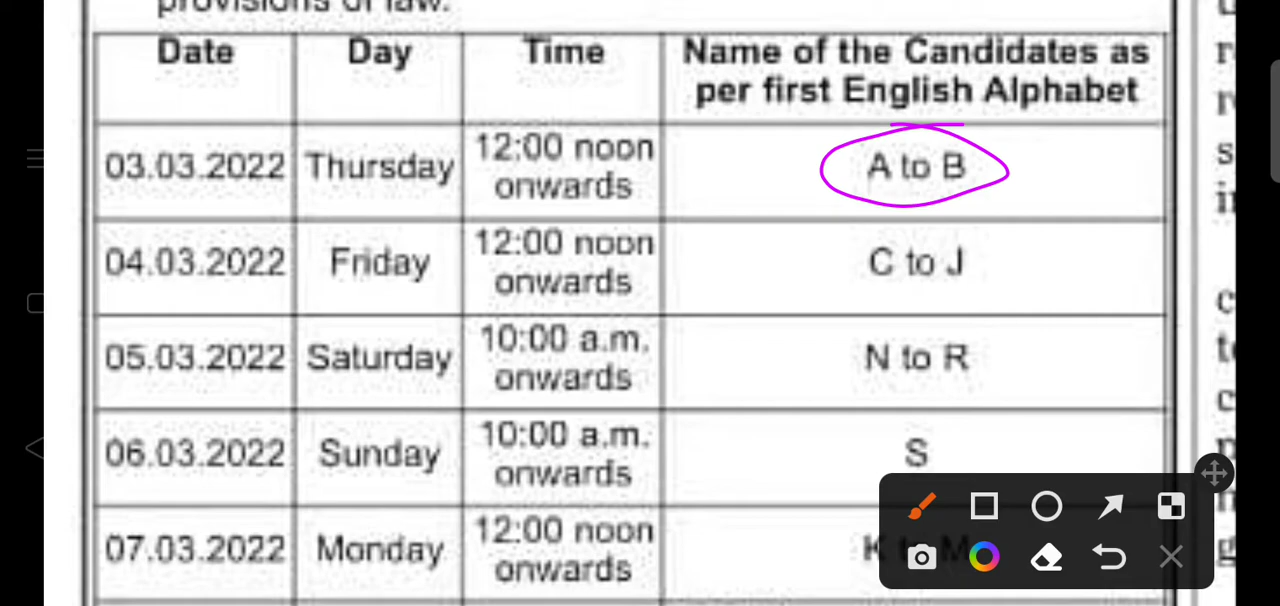 provisions of law.
Date Day Time Name of the Candidates as
per first English Alphabet
03.03.2022 Thursday 12:00 noon
onwards A to B
04.03.2022 Friday 12:00 noon
onwards C to J
05.03.2022 Saturday 10:00 a.m.
onwards N to R
06.03.2022 Sunday 10:00 a.m.
onwards S
07.03.2022 Monday 12:00 noon
onwards K to M